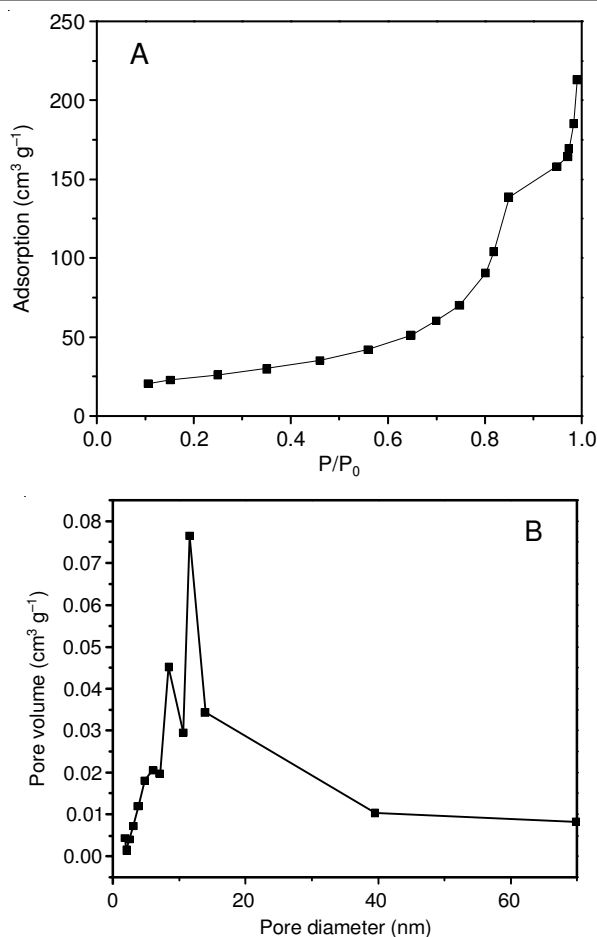 A
250
200
150
100
50
0
Adsorption (cm³ g⁻¹)
0.0 0.2 0.4 0.6 0.8 1.0
P/P₀
B
0.08
0.07
0.06
0.05
0.04
0.03
0.02
0.01
0.00
Pore volume (cm³ g⁻¹)
0 20 40 60
Pore diameter (nm)